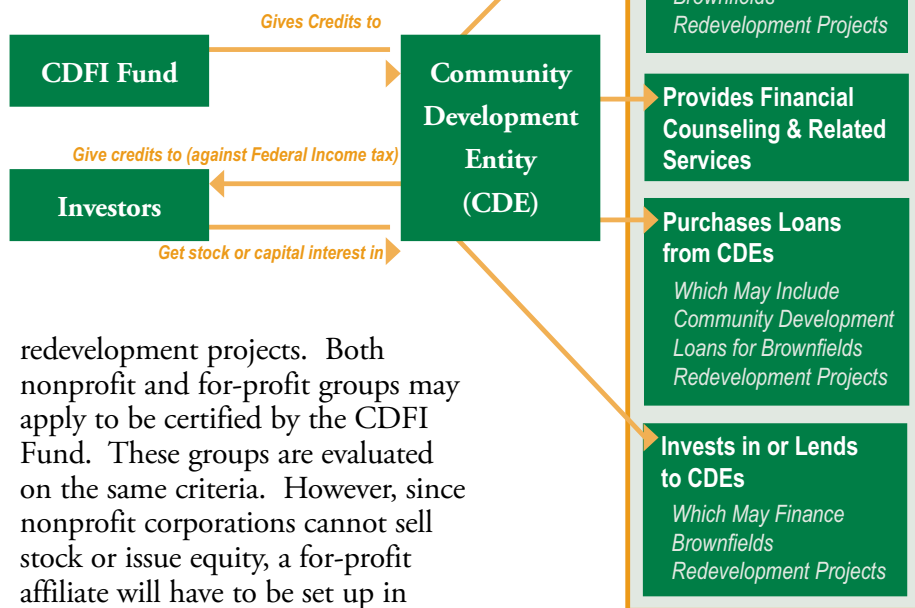 Gives Credits to
CDFI Fund
Give credits to (against Federal Income tax)
Investors
Get stock or capital interest in
Community
Development
Entity
(CDE)
Brownfields
Redevelopment Projects
Provides Financial
Counseling & Related
Services
Purchases Loans
from CDEs
Which May Include
Community Development
Loans for Brownfields
Redevelopment Projects
Invests in or Lends
to CDEs
Which May Finance
Brownfields
Redevelopment Projects
redevelopment projects. Both
nonprofit and for-profit groups may
apply to be certified by the CDFI
Fund. These groups are evaluated
on the same criteria. However, since
nonprofit corporations cannot sell
stock or issue equity, a for-profit
affiliate will have to be set up in